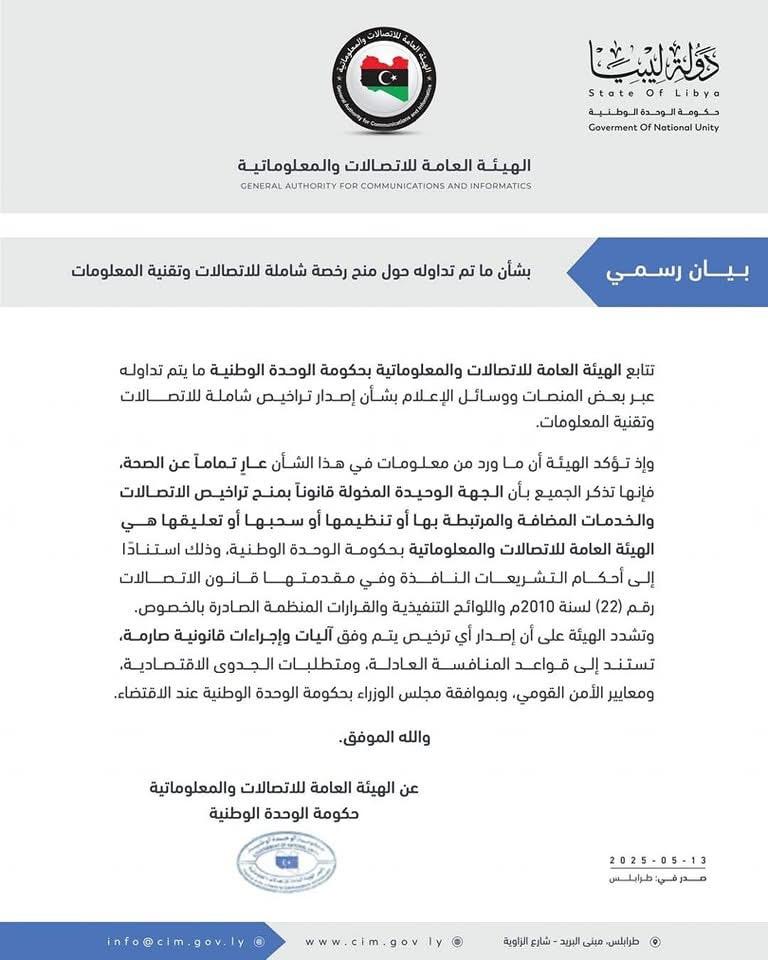 الهيئة العامة للاتصالات والمعلوماتية
General Authority for Communications and Informatics
دولة ليبيا
State Of Libya
حكومة الوحدة الوطنية
Goverment Of National Unity
الهيئة العامة للاتصالات والمعلوماتية
GENERAL AUTHORITY FOR COMMUNICATIONS AND INFORMATICS
بيان رسمي
بشأن ما تم تداوله حول منح رخصة شاملة للاتصالات وتقنية المعلومات
تتابع الهيئة العامة للاتصالات والمعلوماتية بحكومة الوحدة الوطنية ما يتم تداوله
عبر بعض المنصات ووسائل الإعلام بشأن إصدار تراخيص شاملة للاتصالات
وتقنية المعلومات.
وإذ تؤكد الهيئة أن ما ورد من معلومات في هذا الشأن عارٍ تماماً عن الصحة،
فإنها تذكر الجميع بأن الجهة الوحيدة المخولة قانوناً بمنح تراخيص الاتصالات
والخدمات المضافة والمرتبطة بها أو تنظيمها أو سحبها أو تعليقها هي
الهيئة العامة للاتصالات والمعلوماتية بحكومة الوحدة الوطنية، وذلك استنادًا
إلى أحكام التشريعات النافذة وفي مقدمتها قانون الاتصالات
رقم (22) لسنة 2010م واللوائح التنفيذية والقرارات المنظمة الصادرة بالخصوص.
وتشدد الهيئة على أن إصدار أي ترخيص يتم وفق آليات وإجراءات قانونية صارمة،
تستند إلى قواعد المنافسة العادلة، ومتطلبات الجدوى الاقتصادية،
ومعايير الأمن القومي، وبموافقة مجلس الوزراء بحكومة الوحدة الوطنية عند الاقتضاء.
والله الموفق.
عن الهيئة العامة للاتصالات والمعلوماتية
حكومة الوحدة الوطنية
2025-05-13
صدر في: طرابلس
طرابلس، مبنى البريد - شارع الزاوية
www.cim.gov ly
info@cim.gov.ly